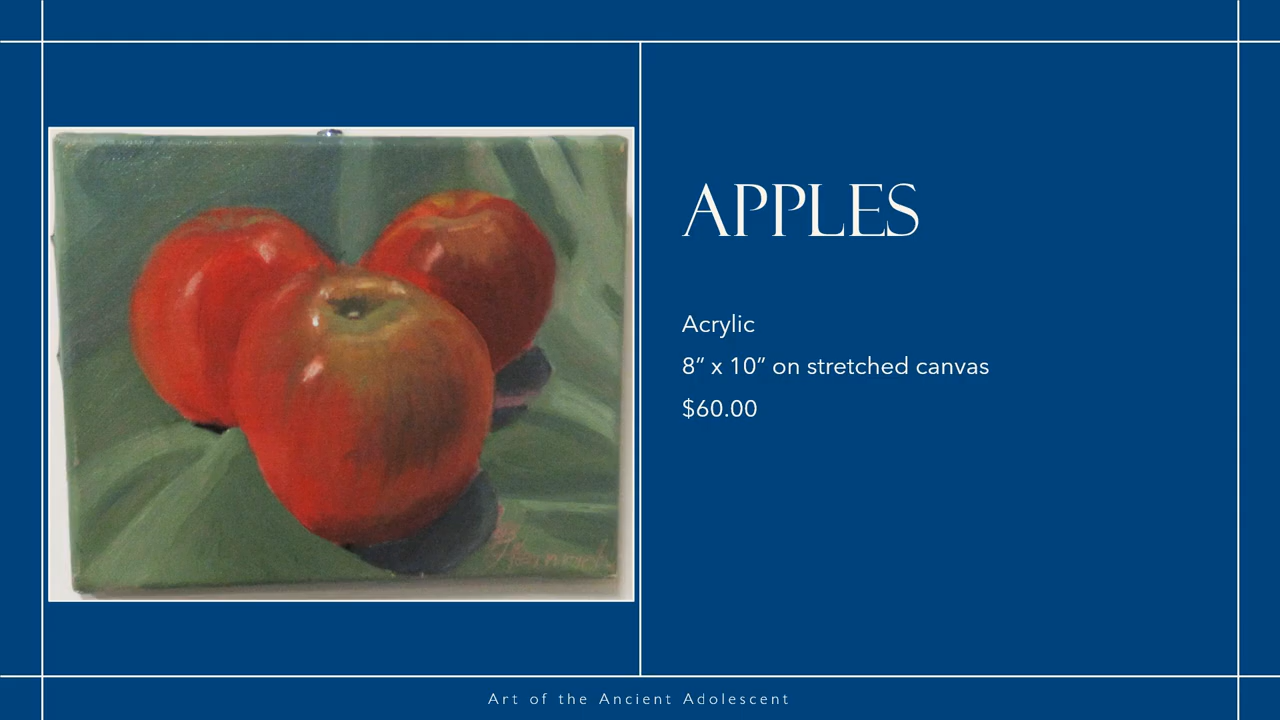 APPLES
Acrylic
8” x 10” on stretched canvas
$60.00
Art of the Ancient Adolescent